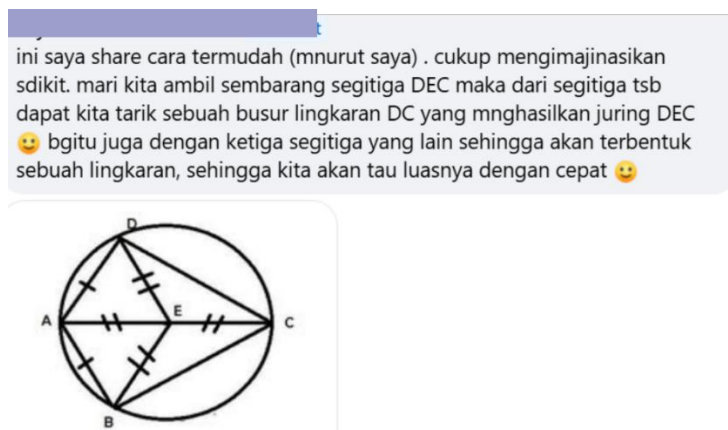 ini saya share cara termudah (mnurut saya) . cukup mengimajinasikan
sdikit. mari kita ambil sembarang segitiga DEC maka dari segitiga tsb
dapat kita tarik sebuah busur lingkaran DC yang mnghasilkan juring DEC
🙂 bgitu juga dengan ketiga segitiga yang lain sehingga akan terbentuk
sebuah lingkaran, sehingga kita akan tau luasnya dengan cepat 🙂
D
E
A
C
B